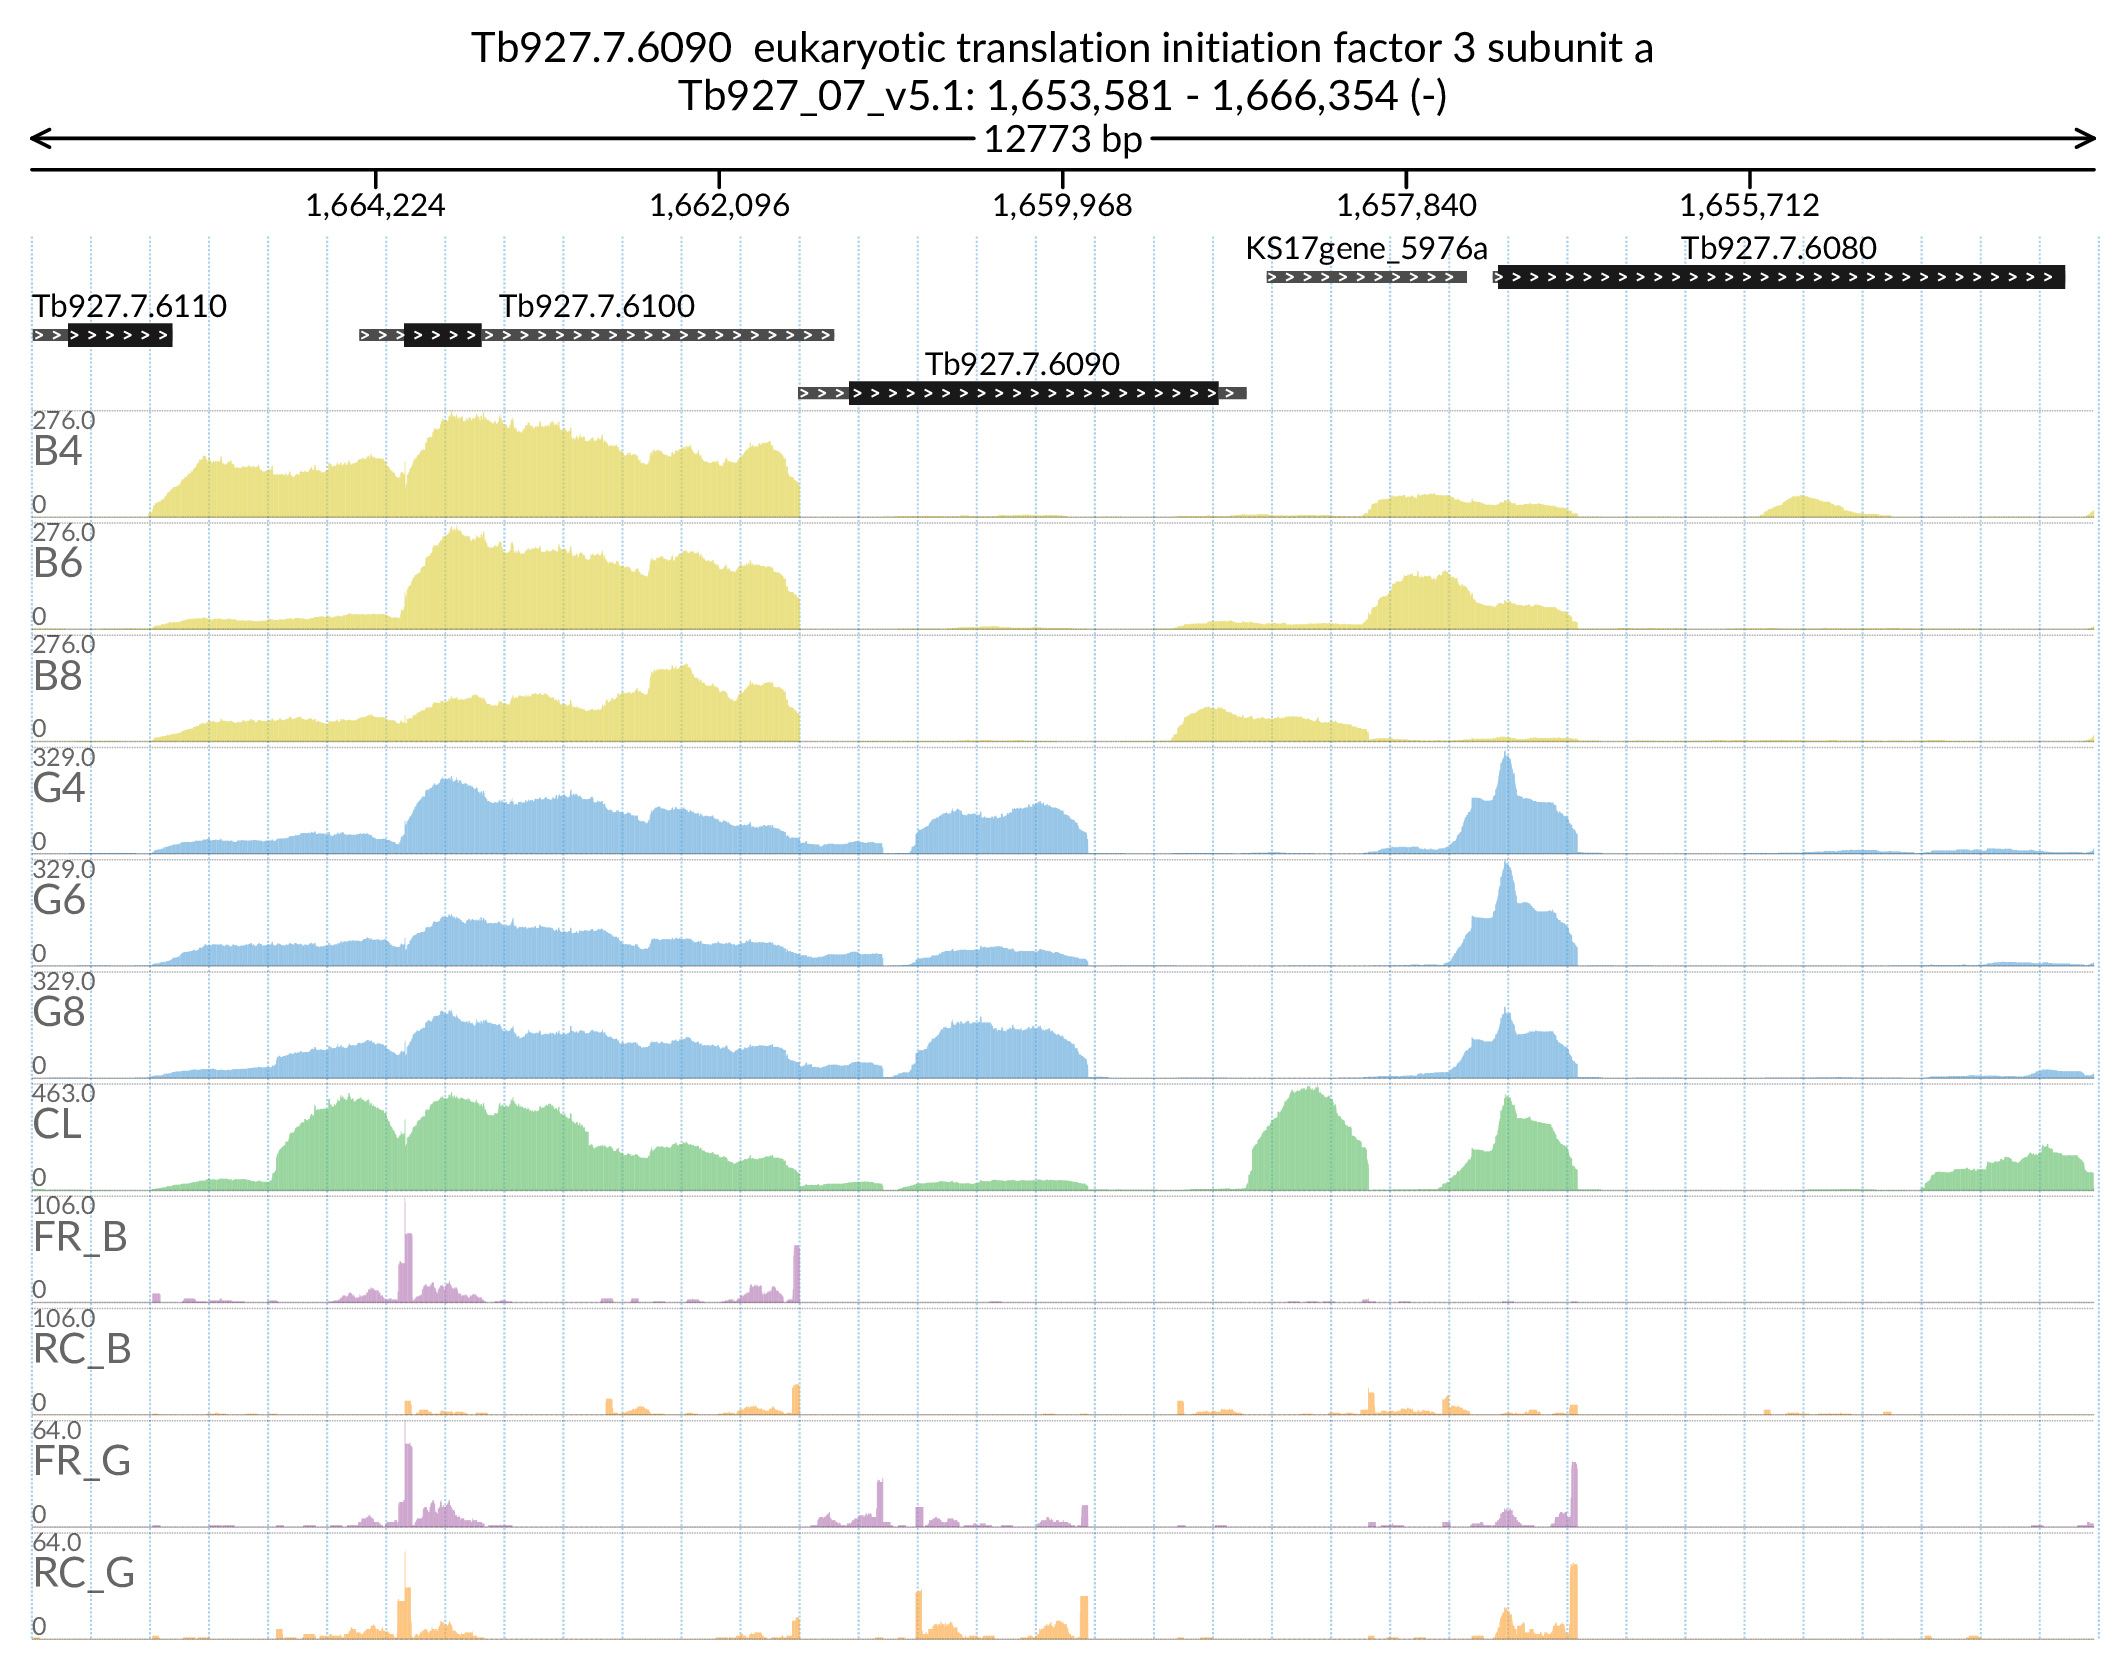 Tb927.7.6090  eukaryotic translation initiation factor 3 subunit a
Tb927_07_v5.1: 1,653,581 - 1,666,354 (-)
12773 bp
1,664,224 1,662,096 1,659,968 1,657,840 1,655,712
KS17gene_5976a Tb927.7.6080
Tb927.7.6110 Tb927.7.6100
Tb927.7.6090
276.0
B4
0
276.0
B6
0
276.0
B8
0
329.0
G4
0
329.0
G6
0
329.0
G8
0
463.0
CL
0
106.0
FR_B
0
106.0
RC_B
0
64.0
FR_G
0
64.0
RC_G
0